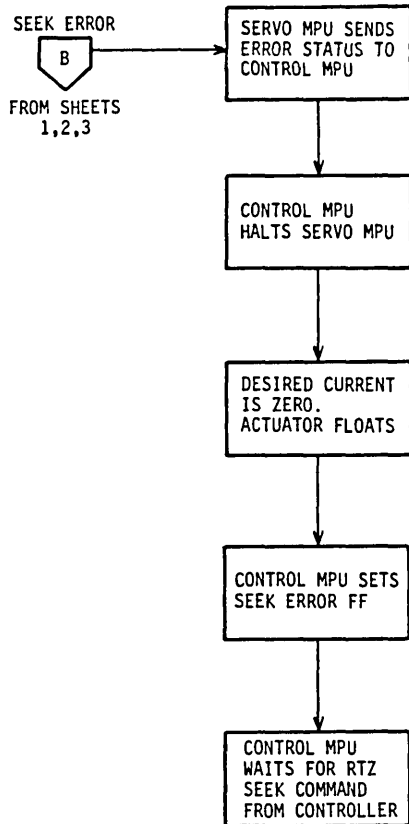 SEEK ERROR
B
FROM SHEETS
1,2,3
SERVO MPU SENDS
ERROR STATUS TO
CONTROL MPU
CONTROL MPU
HALTS SERVO MPU
DESIRED CURRENT
IS ZERO.
ACTUATOR FLOATS
CONTROL MPU SETS
SEEK ERROR FF
CONTROL MPU
WAITS FOR RTZ
SEEK COMMAND
FROM CONTROLLER